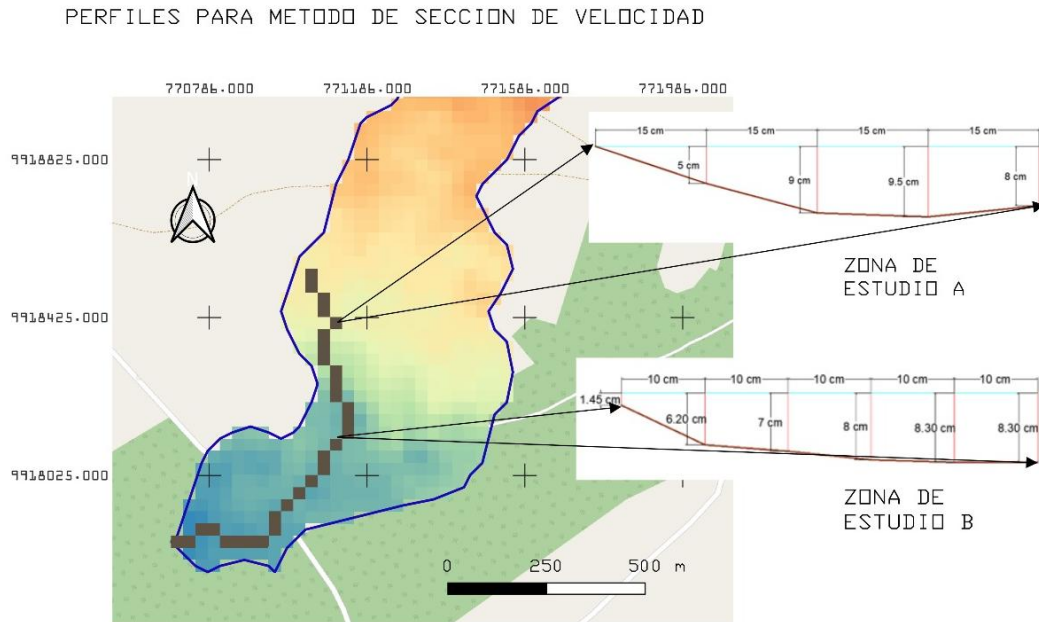 PERFILES PARA METODO DE SECCION DE VELOCIDAD
770786.000 771186.000 771586.000 771986.000
9918825.000
9918425.000
9918025.000
N
15 cm 15 cm 15 cm 15 cm
5 cm 9 cm 9.5 cm 8 cm
ZONA DE
ESTUDIO A
10 cm 10 cm 10 cm 10 cm 10 cm
1.45 cm 6.20 cm 7 cm 8 cm 8.30 cm 8.30 cm
ZONA DE
ESTUDIO B
0 250 500 m